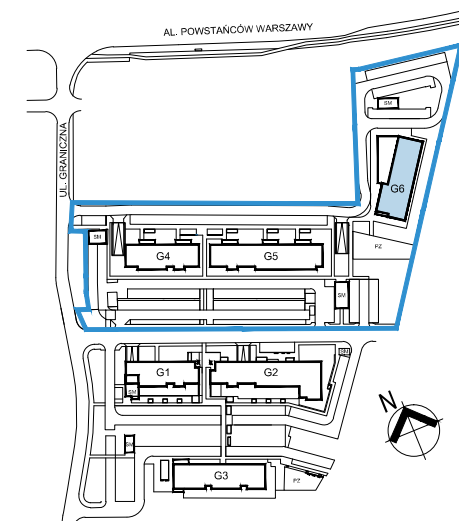 AL. POWSTAŃCÓW WARSZAWY
UL. GRANICZNA
SM
G6
SM
G4
G5
PZ
SM
SM
G1
G2
SM
N
SM
G3
PZ